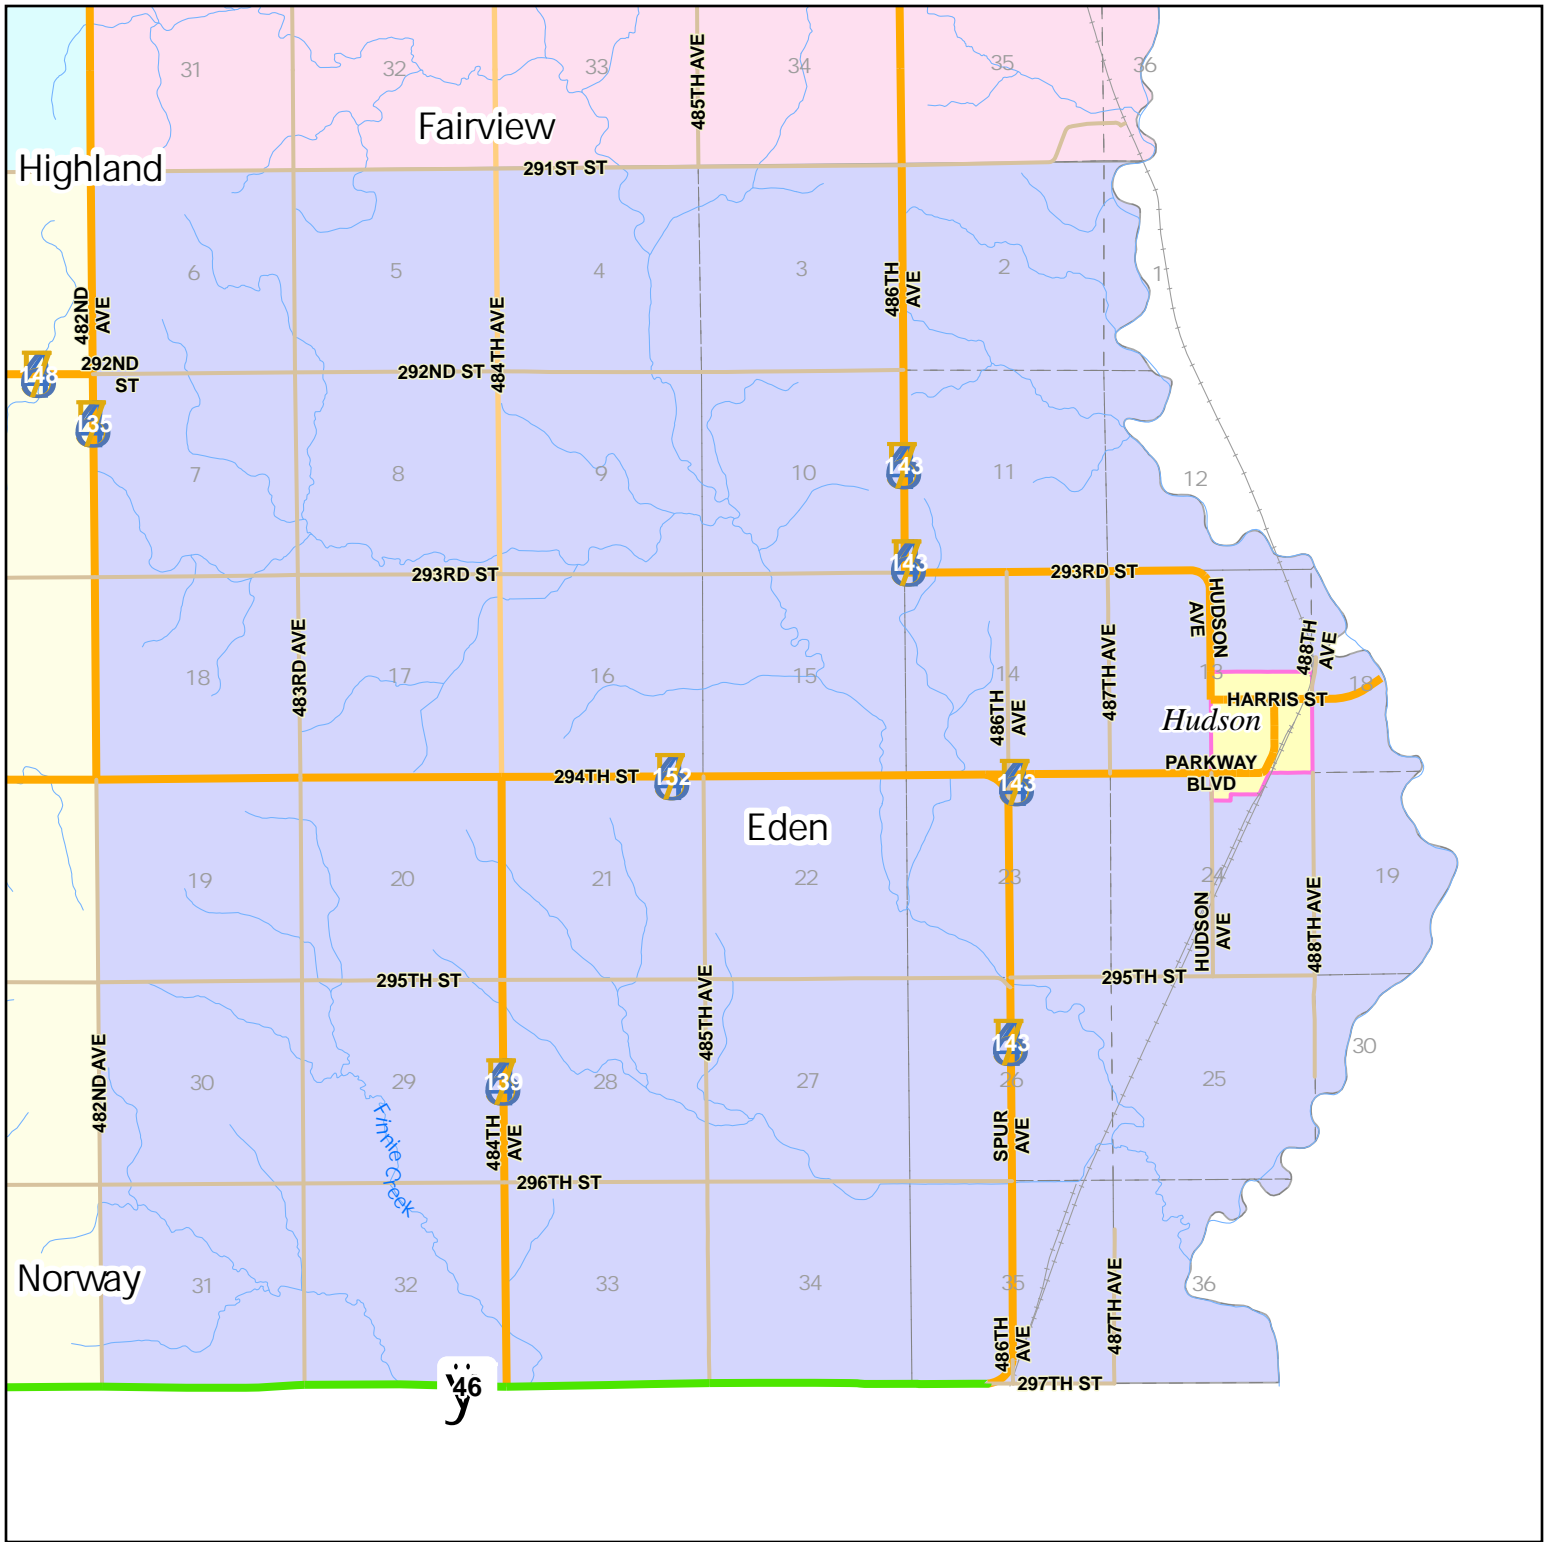 31
32
33
34
35
36
485TH AVE
Fairview
Highland
291ST ST
6
5
4
3
2
1
482ND
AVE
484TH AVE
486TH
AVE
148
292ND
ST
292ND ST
135
7
8
9
10
11
12
143
293RD ST
143
293RD ST
HUDSON
AVE
483RD AVE
487TH AVE
488TH
AVE
18
17
16
15
14
13
18
486TH
AVE
HARRIS ST
Hudson
294TH ST
152
143
PARKWAY
BLVD
Eden
19
20
21
22
23
24
19
HUDSON
AVE
488TH AVE
295TH ST
295TH ST
485TH AVE
482ND AVE
143
30
29
139
28
27
26
25
30
Finnie Creek
484TH
AVE
SPUR
AVE
296TH ST
Norway
31
32
33
34
35
36
487TH AVE
486TH
AVE
ÿ
46
297TH ST